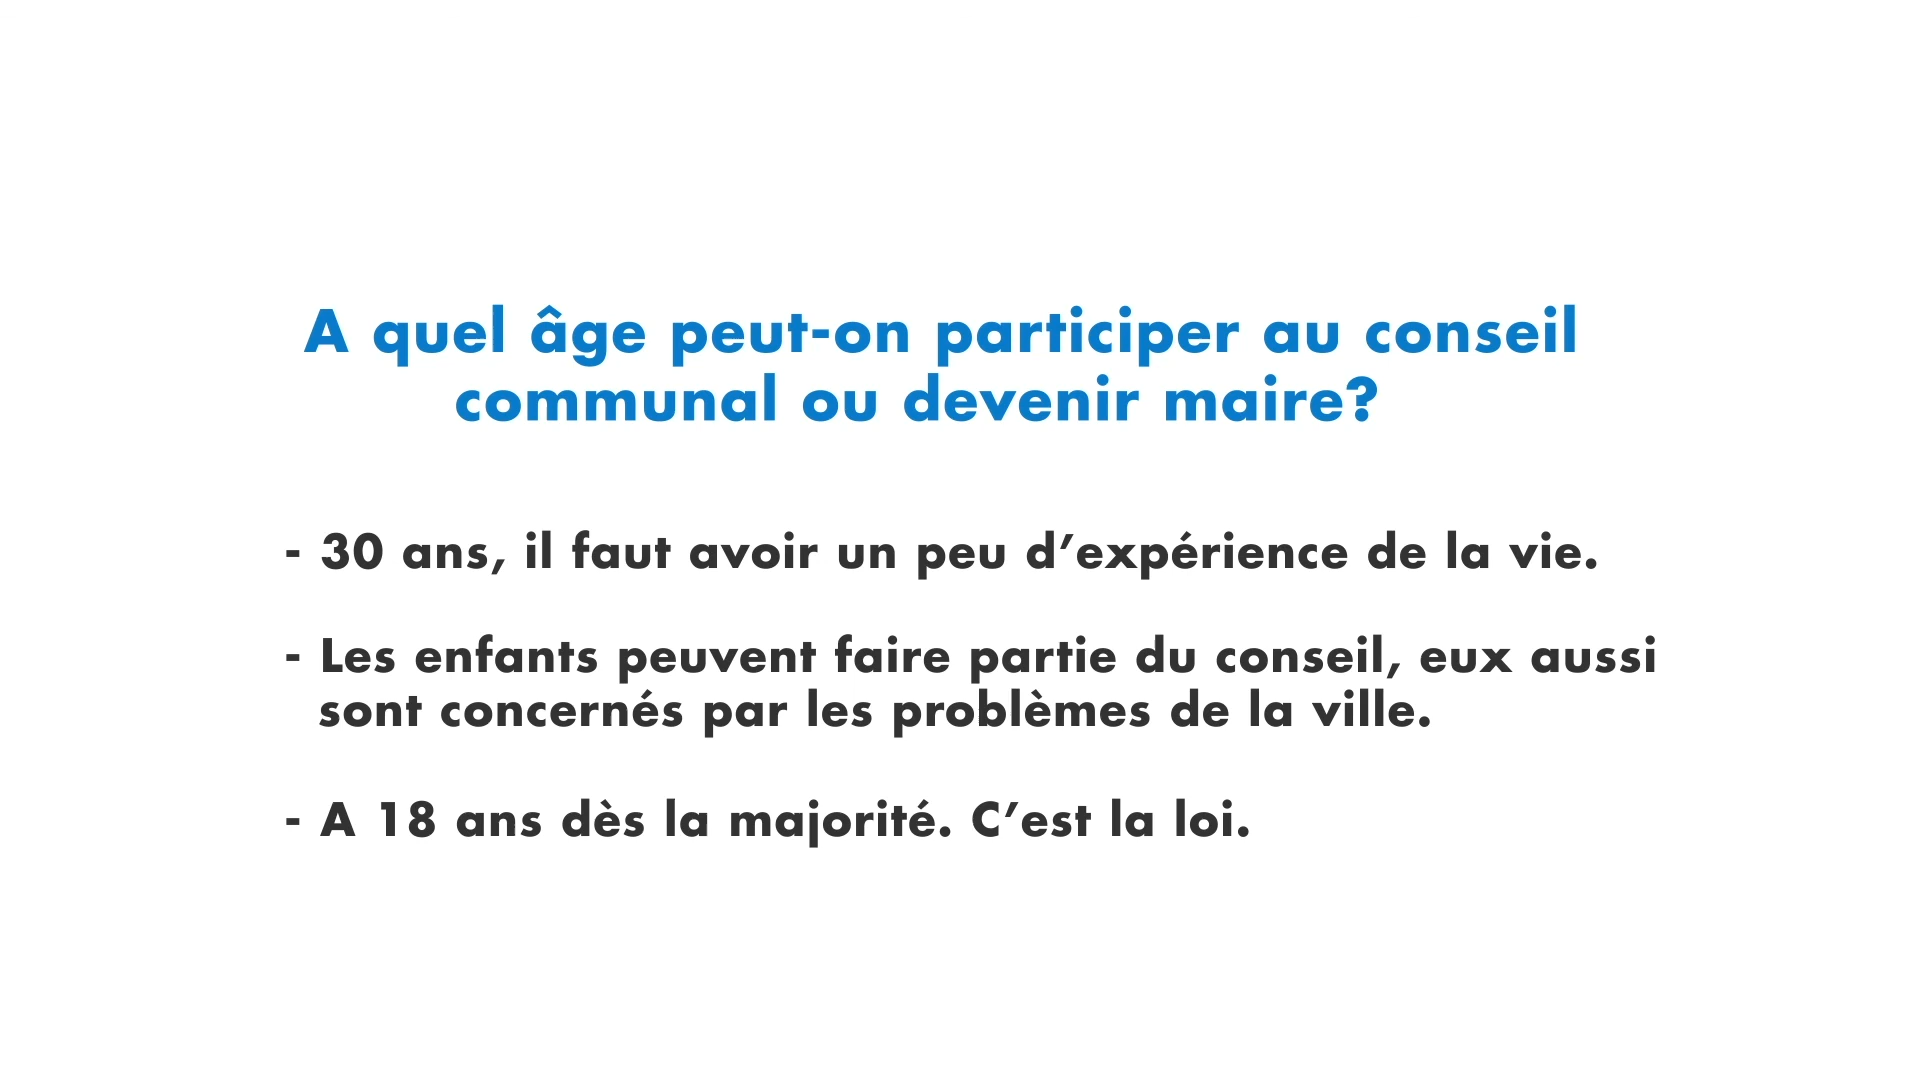 A quel âge peut-on participer au conseil
communal ou devenir maire?
- 30 ans, il faut avoir un peu d’expérience de la vie.
- Les enfants peuvent faire partie du conseil, eux aussi
sont concernés par les problèmes de la ville.
- A 18 ans dès la majorité. C’est la loi.